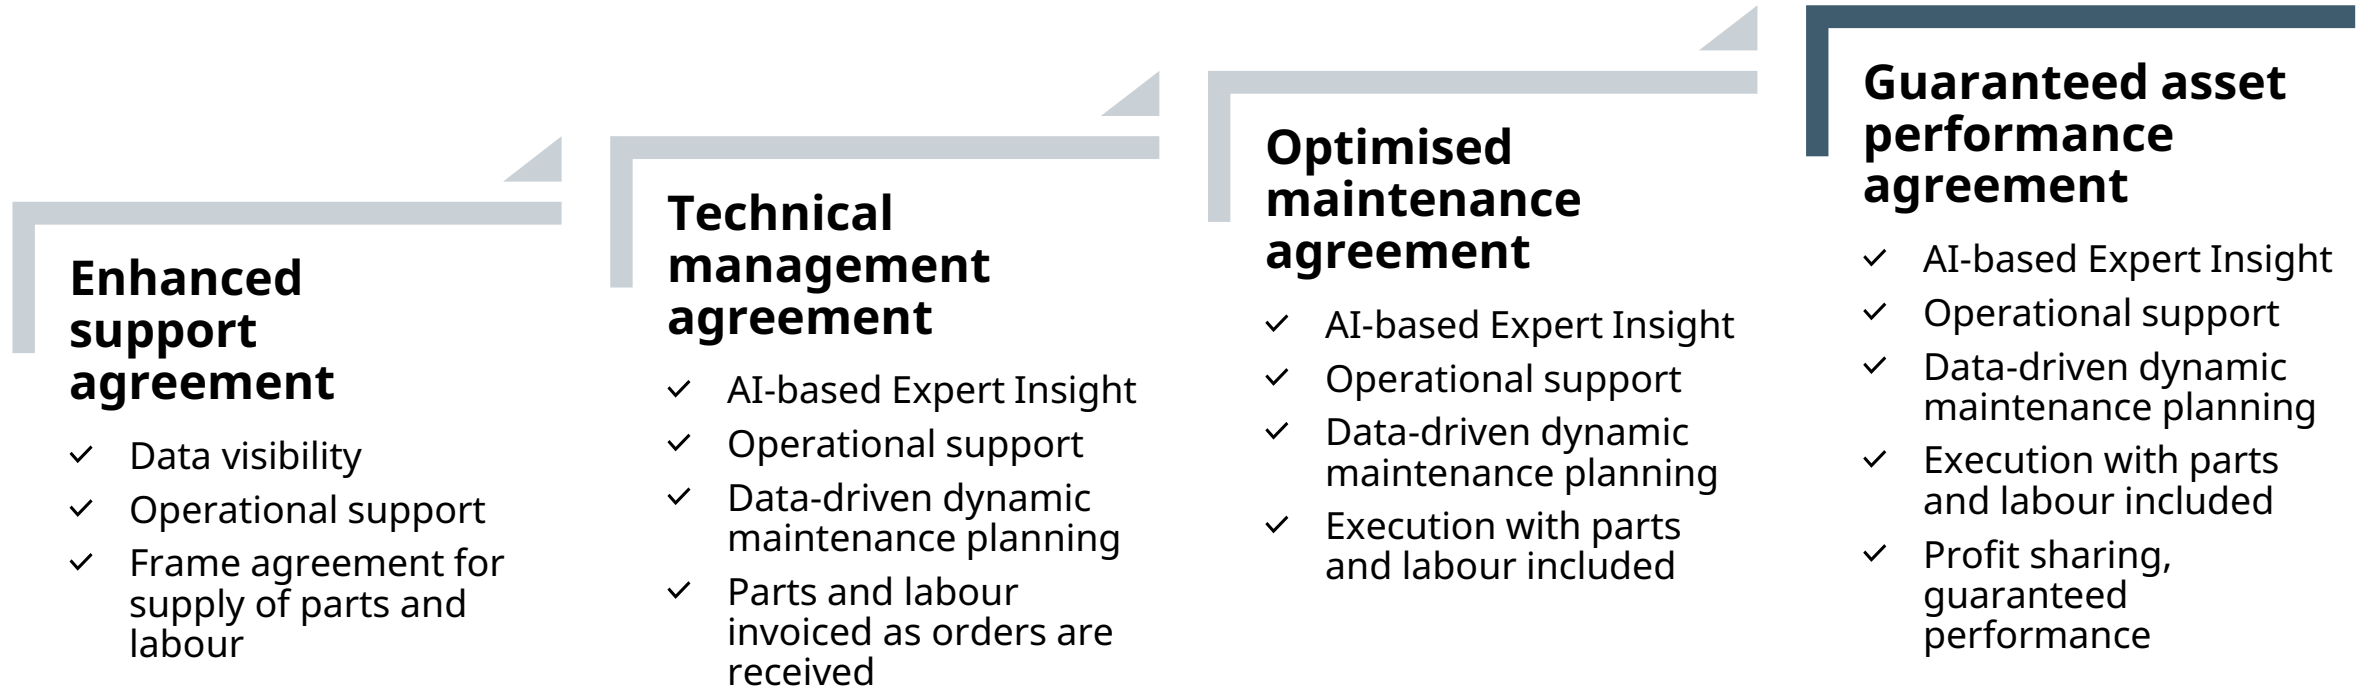 Enhanced
support
agreement
Data visibility
Operational support
Frame agreement for
supply of parts and
labour
Technical
management
agreement
AI-based Expert Insight
Operational support
Data-driven dynamic
maintenance planning
Parts and labour
invoiced as orders are
received
Optimised
maintenance
agreement
AI-based Expert Insight
Operational support
Data-driven dynamic
maintenance planning
Execution with parts
and labour included
Guaranteed asset
performance
agreement
AI-based Expert Insight
Operational support
Data-driven dynamic
maintenance planning
Execution with parts
and labour included
Profit sharing,
guaranteed
performance